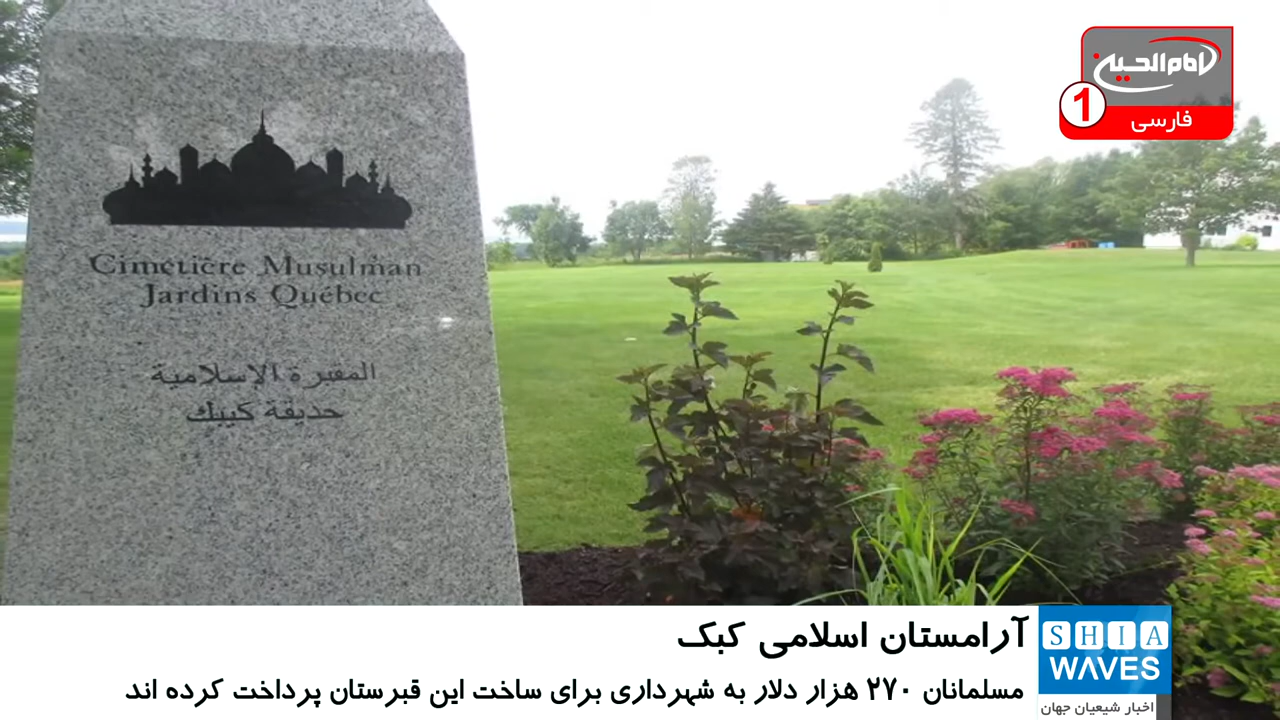 امام الحسین
1
فارسی
Cimetière Musulman
Jardins Québec
المقبرة الإسلامية
حديقة كيبك
آرامستان اسلامی کبک
مسلمانان ۲۷۰ هزار دلار به شهرداری برای ساخت این قبرستان پرداخت کرده اند
SHIA
WAVES
اخبار شیعیان جهان